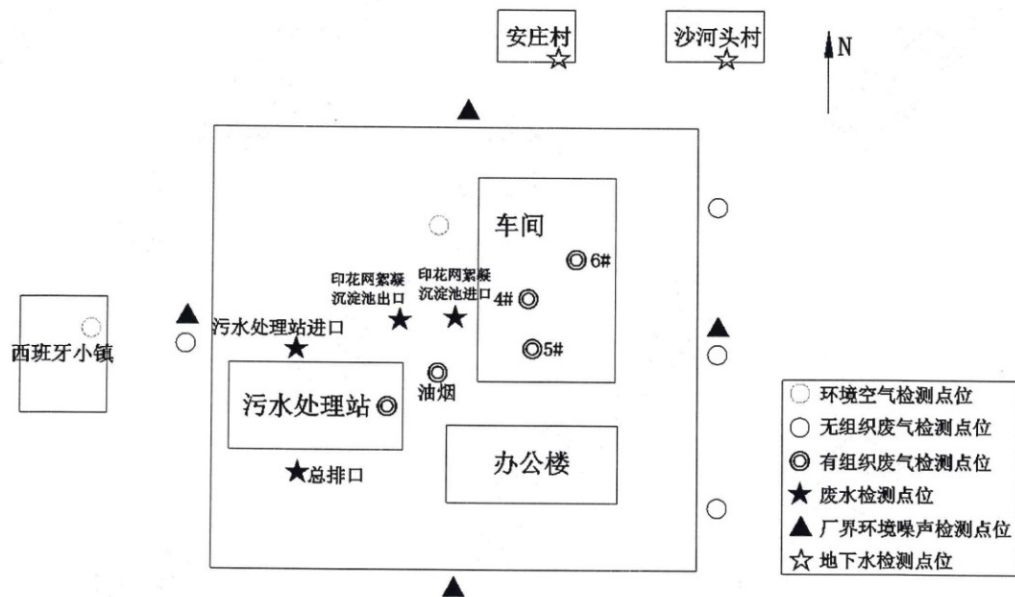 安庄村
沙河头村
N
车间
6#
印花网絮凝
沉淀池出口
印花网絮凝
沉淀池进口
4#
污水处理站进口
5#
西班牙小镇
油烟
污水处理站
办公楼
总排口
环境空气检测点位
无组织废气检测点位
有组织废气检测点位
废水检测点位
厂界环境噪声检测点位
地下水检测点位